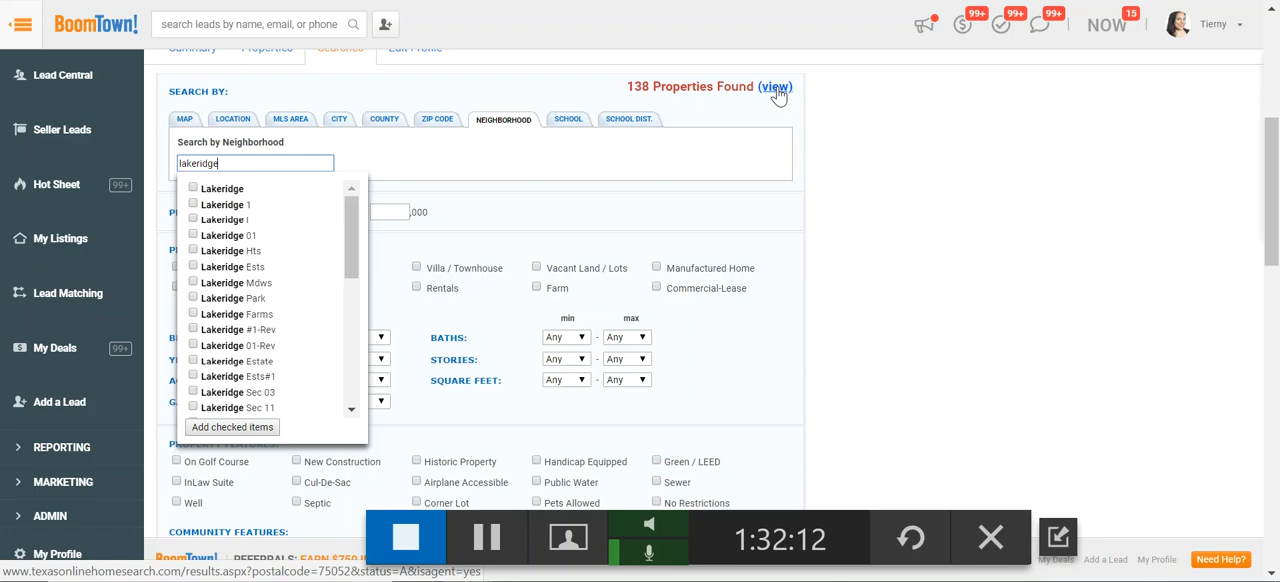 BoomTown!
search leads by name, email, or phone
99+
99+
99+
NOW
15
Tierny
Summary Properties Searches Edit Profile
Lead Central
Seller Leads
Hot Sheet 99+
My Listings
Lead Matching
My Deals 99+
Add a Lead
REPORTING
MARKETING
ADMIN
My Profile
SEARCH BY:
138 Properties Found (view)
MAP LOCATION MLS AREA CITY COUNTY ZIP CODE NEIGHBORHOOD SCHOOL SCHOOL DIST.
Search by Neighborhood
lakeridge
Lakeridge
Lakeridge 1
Lakeridge I
Lakeridge 01
Lakeridge Hts
Lakeridge Ests
Lakeridge Mdws
Lakeridge Park
Lakeridge Farms
Lakeridge #1-Rev
Lakeridge 01-Rev
Lakeridge Estate
Lakeridge Ests#1
Lakeridge Sec 03
Lakeridge Sec 11
Add checked items
,000
Villa / Townhouse Vacant Land / Lots Manufactured Home
Rentals Farm Commercial-Lease
min max
BATHS: Any - Any
STORIES: Any - Any
SQUARE FEET: Any - Any
PROPERTY FEATURES:
On Golf Course New Construction Historic Property Handicap Equipped Green / LEED
InLaw Suite Cul-De-Sac Airplane Accessible Public Water Sewer
Well Septic Corner Lot Pets Allowed No Restrictions
COMMUNITY FEATURES:
1:32:12
BoomTown! REFERRALS: EARN $750
My Deals Add a Lead My Profile Need Help?
www.texasonlinehomesearch.com/results.aspx?postalcode=75052&status=A&isagent=yes